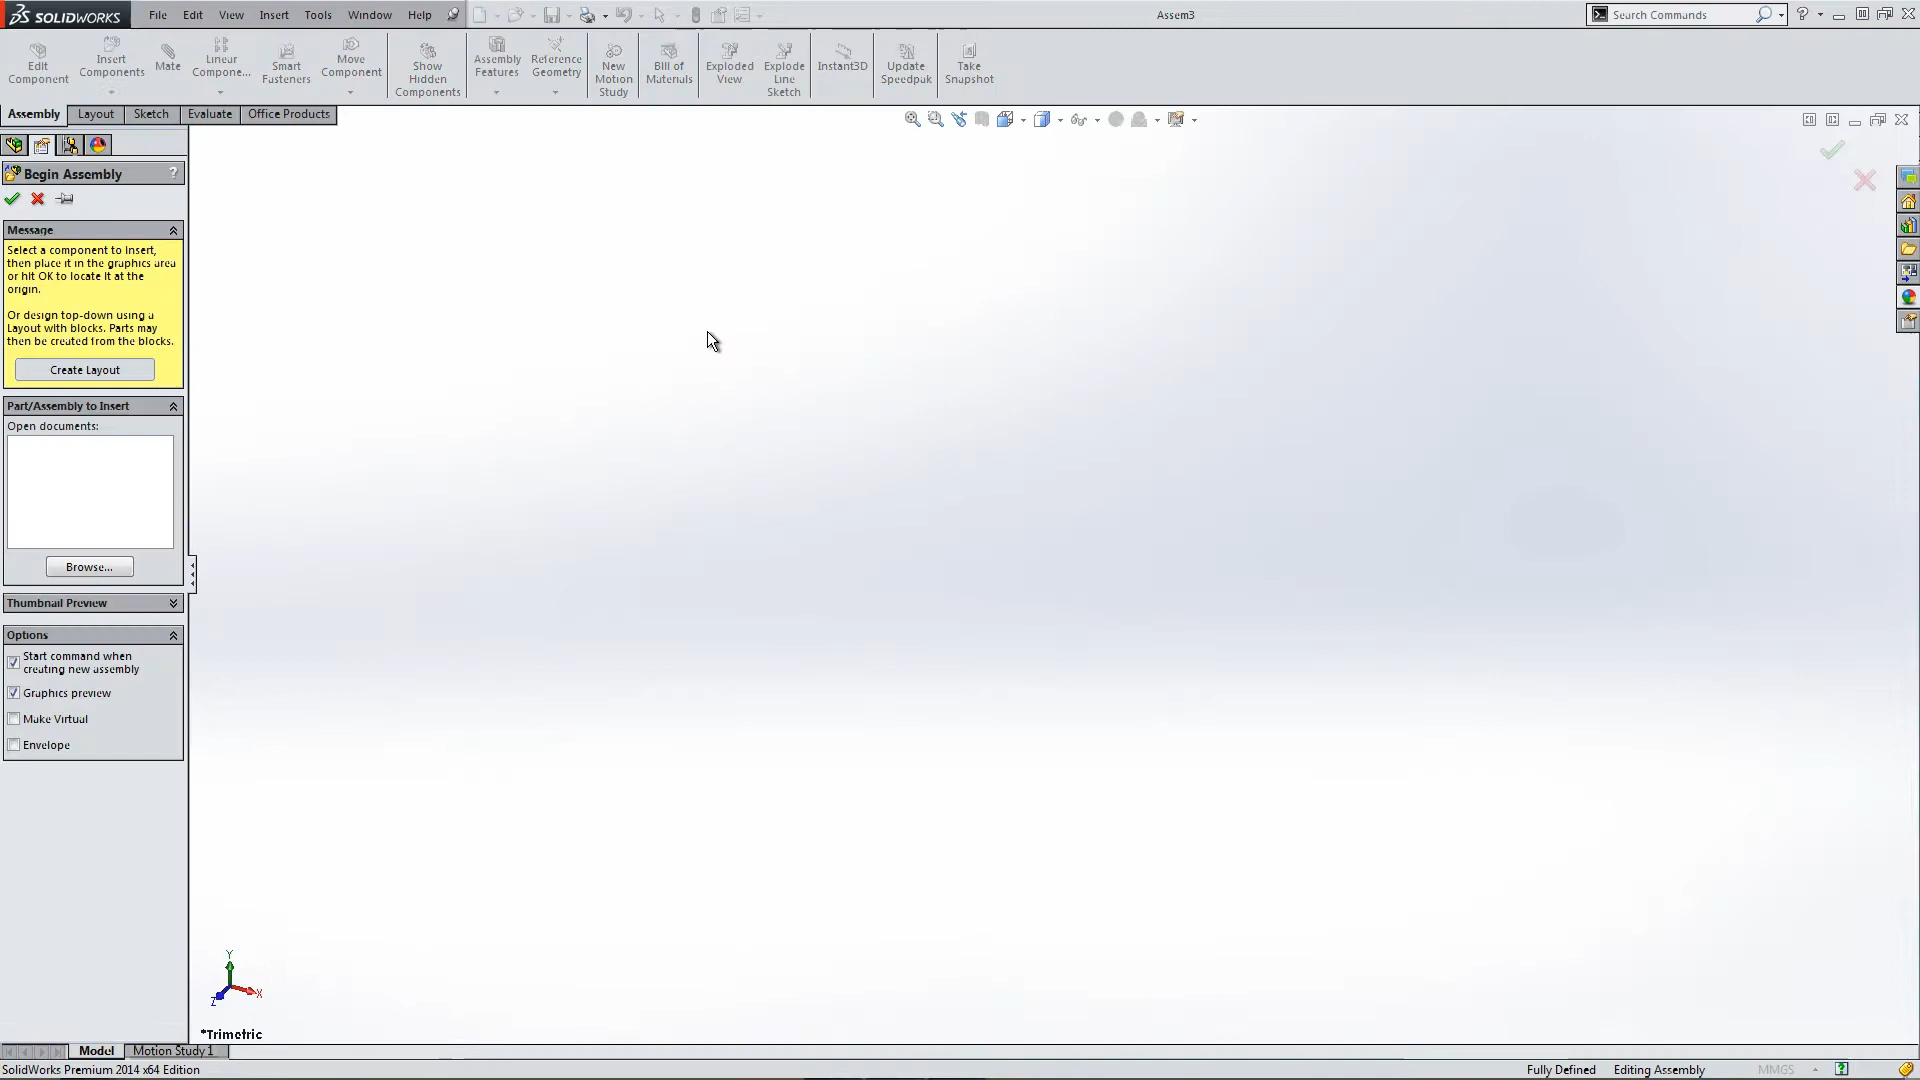 SOLIDWORKS
File Edit View Insert Tools Window Help
Assem3
Search Commands
Edit Component
Insert Components
Mate
Linear Compone...
Smart Fasteners
Move Component
Show Hidden Components
Assembly Features
Reference Geometry
New Motion Study
Bill of Materials
Exploded View
Explode Line Sketch
Instant3D
Update Speedpak
Take Snapshot
Assembly Layout Sketch Evaluate Office Products
Begin Assembly ?
Message
Select a component to insert,
then place it in the graphics area
or hit OK to locate it at the
origin.
Or design top-down using a
Layout with blocks. Parts may
then be created from the blocks.
Create Layout
Part/Assembly to Insert
Open documents:
Browse...
Thumbnail Preview
Options
Start command when
creating new assembly
Graphics preview
Make Virtual
Envelope
Y
X
Z
*Trimetric
Model Motion Study 1
SolidWorks Premium 2014 x64 Edition
Fully Defined Editing Assembly MMGS